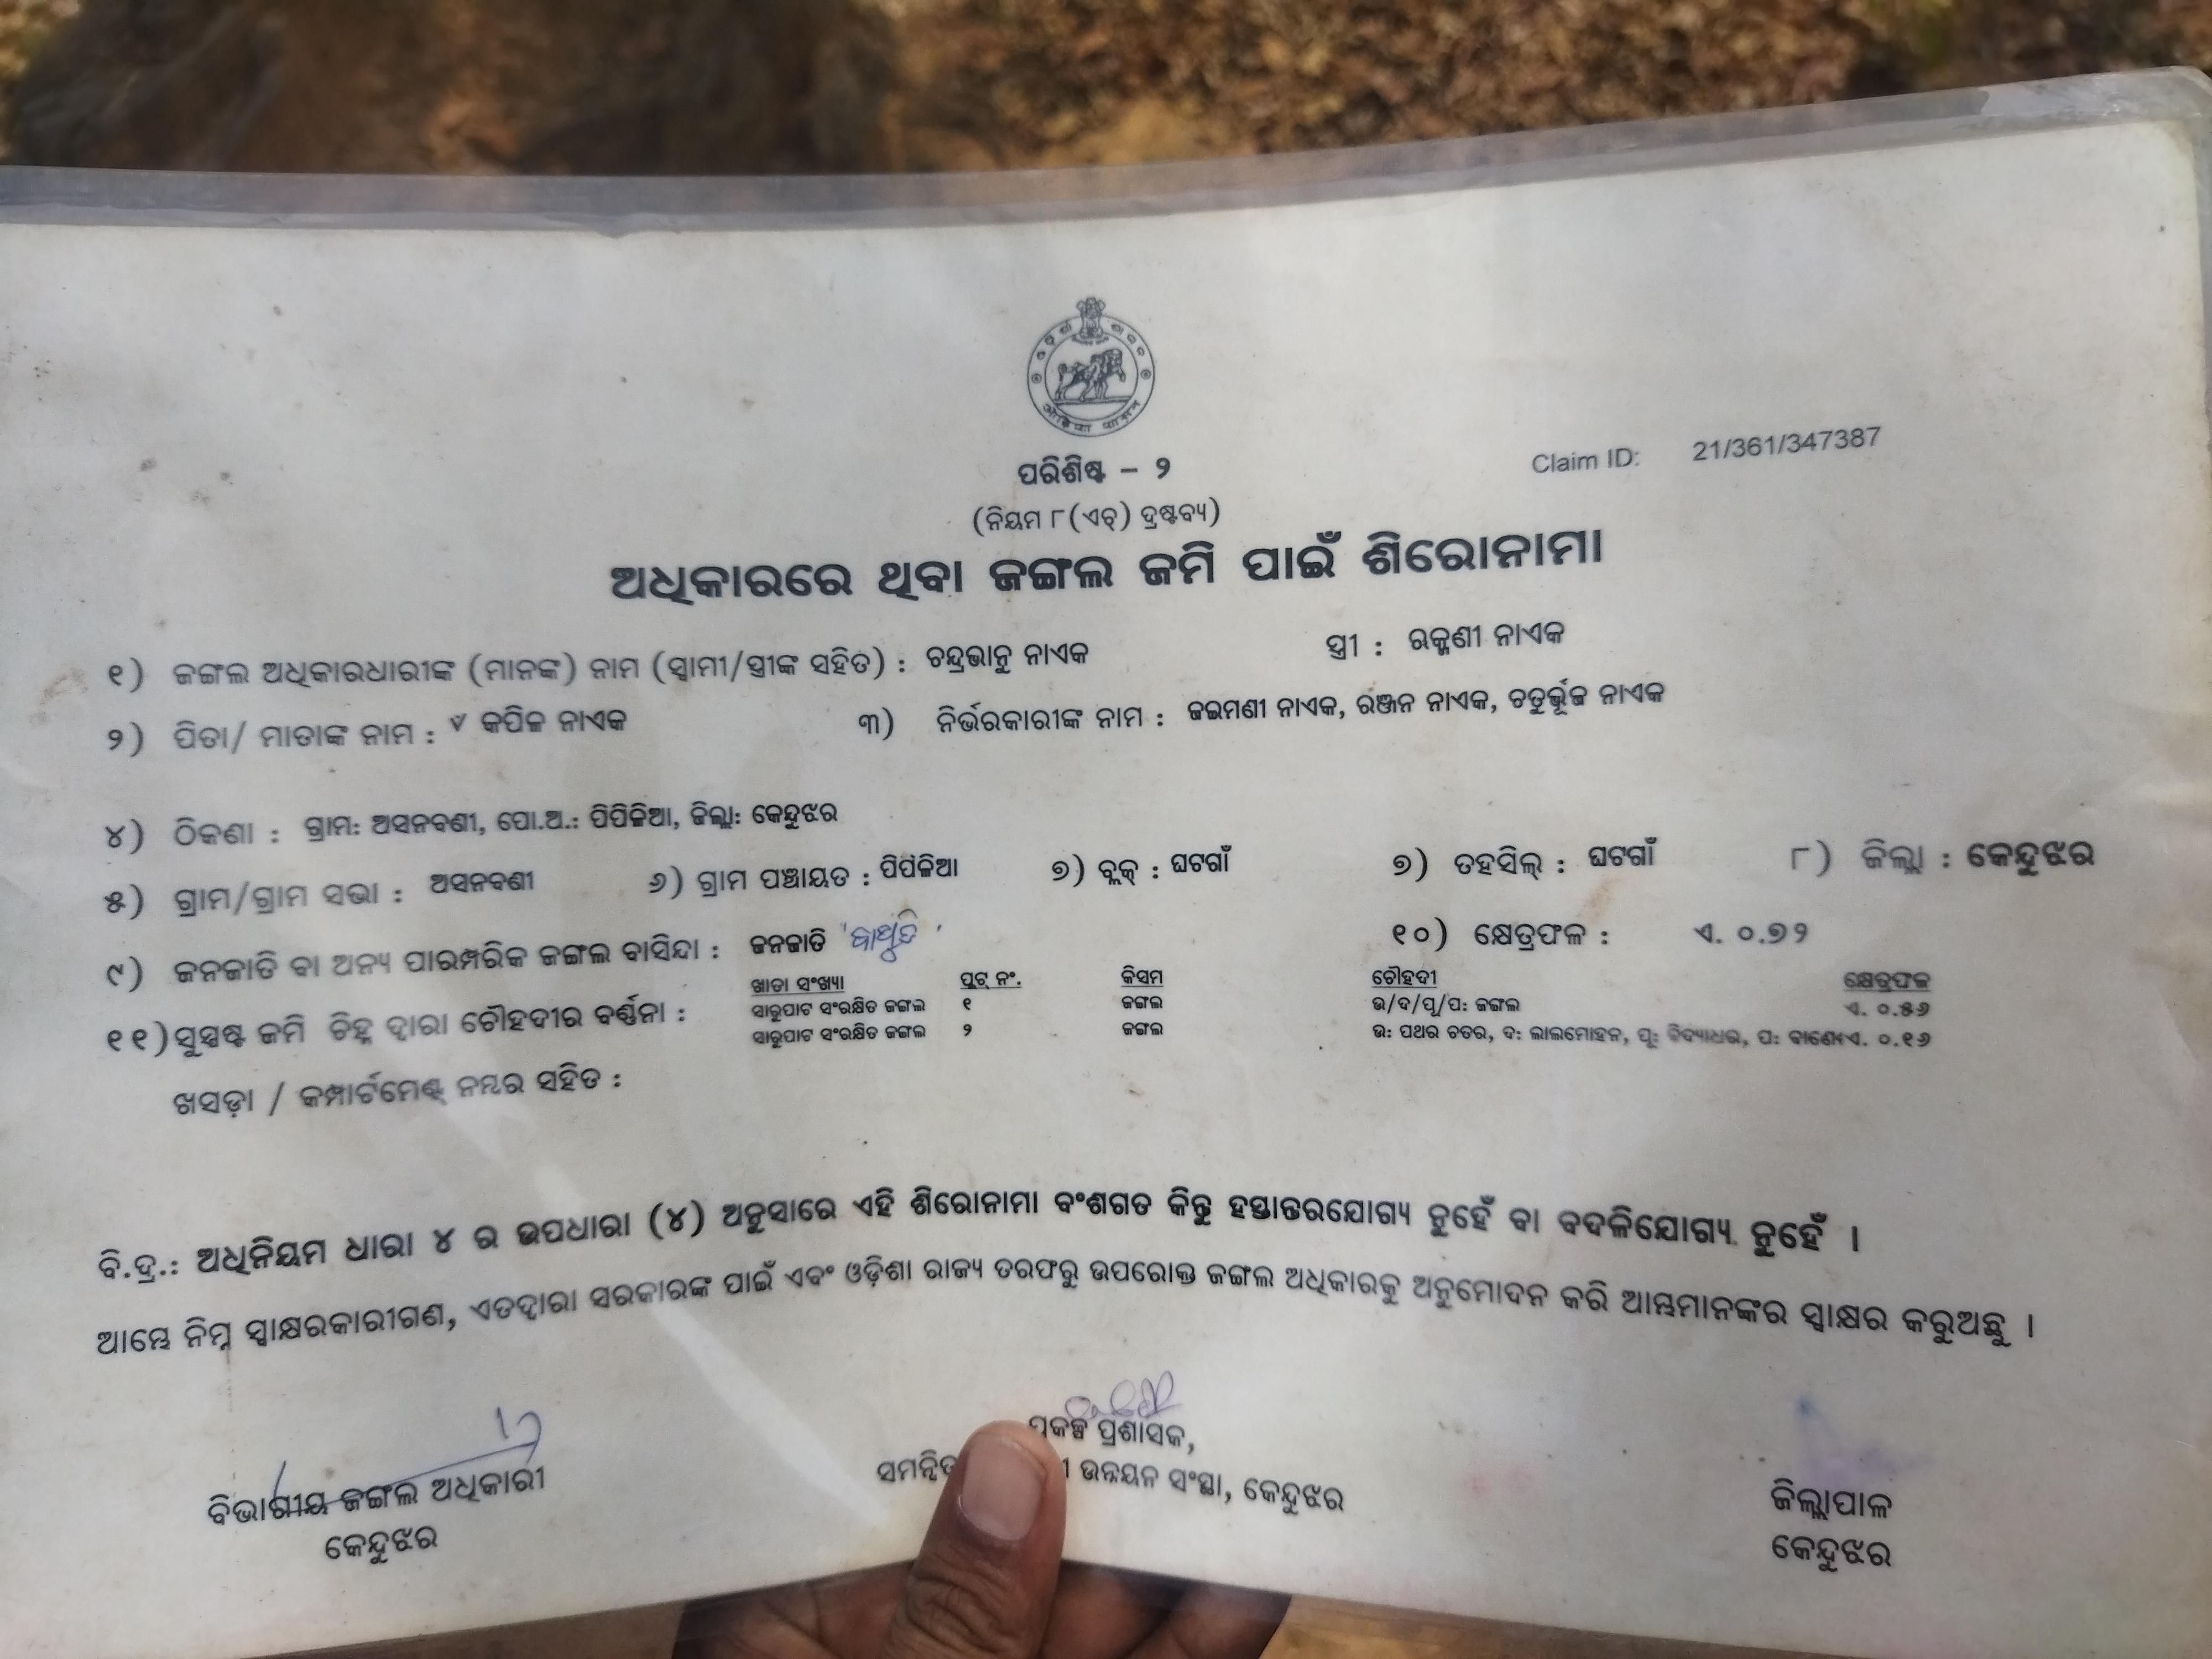 ପରିଶିଷ୍ଟ – ୨
Claim ID: 21/361/347387
(ନିୟମ ୮(ଏଚ୍) ଦ୍ରଷ୍ଟବ୍ୟ)
ଅଧିକାରରେ ଥିବା ଜଙ୍ଗଲ ଜମି ପାଇଁ ଶିରୋନାମା
୧) ଜଙ୍ଗଲ ଅଧିକାରଧାରୀଙ୍କ (ମାନଙ୍କ) ନାମ (ସ୍ୱାମୀ/ସ୍ତ୍ରୀଙ୍କ ସହିତ) : ଚନ୍ଦ୍ରଭାନୁ ନାଏକ ସ୍ତ୍ରୀ : ନାଏକ
୨) ପିତା/ ମାତାଙ୍କ ନାମ : କପିଳ ନାଏକ ୩) ନିର୍ଭରକାରୀଙ୍କ ନାମ : ଜଇମଣୀ ନାଏକ, ରଞ୍ଜନ ନାଏକ, ଚତୁର୍ଭୂଜ ନାଏକ
୪) ଠିକଣା : ଗ୍ରାମ: ଅସନବଣୀ, ପୋ.ଅ.: ପିପିଳିଆ, ଜିଲ୍ଲା: କେନ୍ଦୁଝର
୫) ଗ୍ରାମ/ଗ୍ରାମ ସଭା : ଅସନବଣୀ ୬) ଗ୍ରାମ ପଞ୍ଚାୟତ : ପିପିଳିଆ ୭) ବ୍ଲକ୍ : ଘଟଗାଁ ୭) ତହସିଲ୍ : ଘଟଗାଁ ୮) ଜିଲ୍ଲା : କେନ୍ଦୁଝର
୯) ଜନଜାତି ବା ଅନ୍ୟ ପାରମ୍ପରିକ ଜଙ୍ଗଲ ବାସିନ୍ଦା : ଜନଜାତି 'ବାଥୁଡି' ୧୦) କ୍ଷେତ୍ରଫଳ : ଏ. ୦.୭୨
ଖାତା ସଂଖ୍ୟା ପ୍ଲଟ୍ ନଂ. କିସମ ଚୌହଦୀ କ୍ଷେତ୍ରଫଳ
୧୧) ସୁସ୍ପଷ୍ଟ ଜମି ଚିହ୍ନ ଦ୍ୱାରା ଚୌହଦୀର ବର୍ଣ୍ଣନା : ସାରୁପାଟ ସଂରକ୍ଷିତ ଜଙ୍ଗଲ ୧ ଜଙ୍ଗଲ ଉ/ଦ/ପୂ/ପ: ଜଙ୍ଗଲ ଏ. ୦.୫୬
ସାରୁପାଟ ସଂରକ୍ଷିତ ଜଙ୍ଗଲ ୨ ଜଙ୍ଗଲ ଉ: ପଥର ଚଟର, ଦ: ଲାଲମୋହନ, ପୂ: ବିଦ୍ୟାଧର, ପ: ଏ. ୦.୧୬
ଖସଡ଼ା / କମ୍ପାର୍ଟମେଣ୍ଟ ନମ୍ବର ସହିତ :
ବି.ଦ୍ର.: ଅଧିନିୟମ ଧାରା ୪ ର ଉପଧାରା (୪) ଅନୁସାରେ ଏହି ଶିରୋନାମା ବଂଶଗତ କିନ୍ତୁ ହସ୍ତାନ୍ତରଯୋଗ୍ୟ ନୁହେଁ ବା ବଦଳିଯୋଗ୍ୟ ନୁହେଁ ।
ଆମ୍ଭେ ନିମ୍ନ ସ୍ୱାକ୍ଷରକାରୀଗଣ, ଏତଦ୍ୱାରା ସରକାରଙ୍କ ପାଇଁ ଏବଂ ଓଡ଼ିଶା ରାଜ୍ୟ ତରଫରୁ ଉପରୋକ୍ତ ଜଙ୍ଗଲ ଅଧିକାରକୁ ଅନୁମୋଦନ କରି ଆମ୍ଭମାନଙ୍କର ସ୍ୱାକ୍ଷର କରୁଅଛୁ ।
ବିଭାଗୀୟ ଜଙ୍ଗଲ ଅଧିକାରୀ
କେନ୍ଦୁଝର
ପ୍ରକଳ୍ପ ପ୍ରଶାସକ,
ଉନ୍ନୟନ ସଂସ୍ଥା, କେନ୍ଦୁଝର
ଜିଲ୍ଲାପାଳ
କେନ୍ଦୁଝର